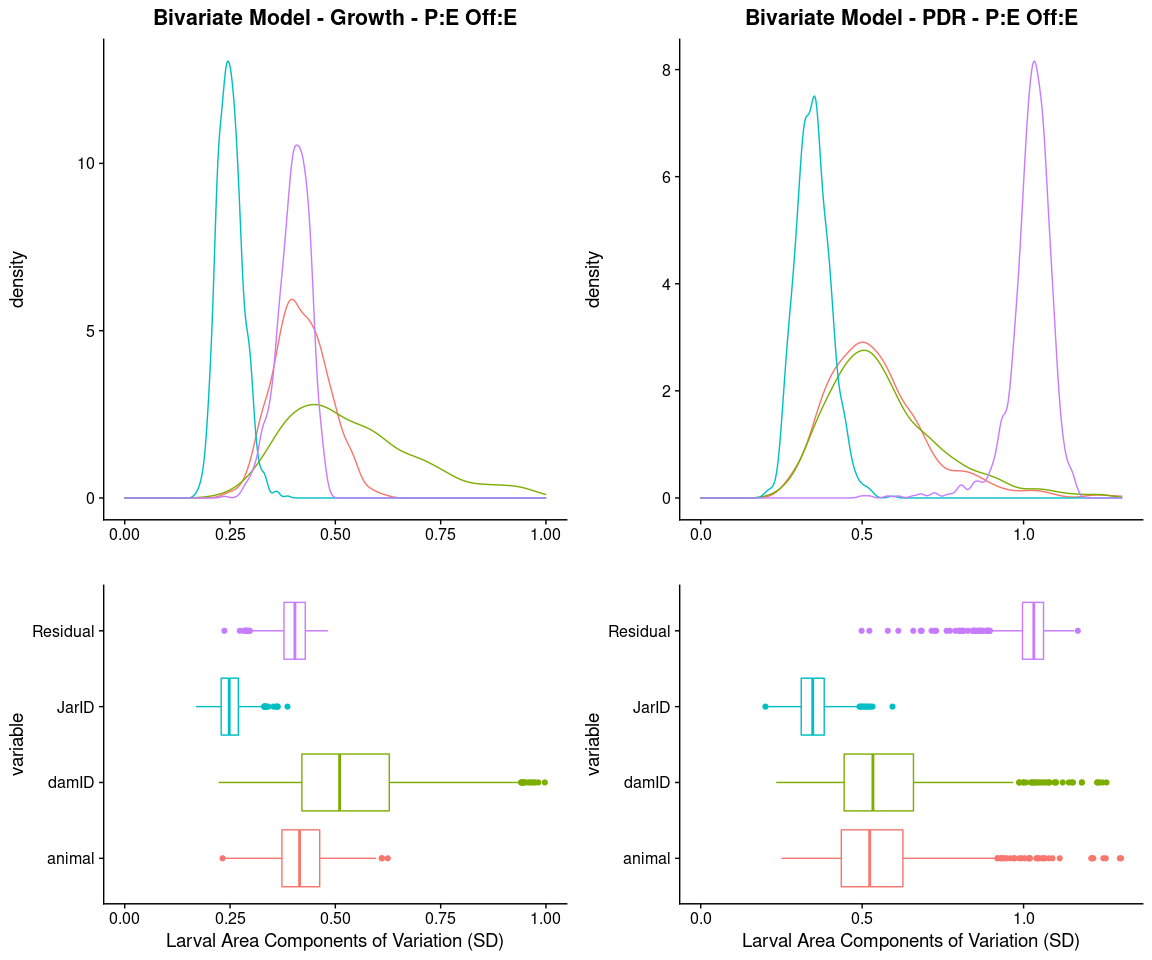 Bivariate Model - Growth - P:E Off:E
density
10
5
0
0.00 0.25 0.50 0.75 1.00
Bivariate Model - PDR - P:E Off:E
density
8
6
4
2
0
0.0 0.5 1.0
variable
Residual
JarID
damID
animal
0.00 0.25 0.50 0.75 1.00
Larval Area Components of Variation (SD)
variable
Residual
JarID
damID
animal
0.0 0.5 1.0
Larval Area Components of Variation (SD)